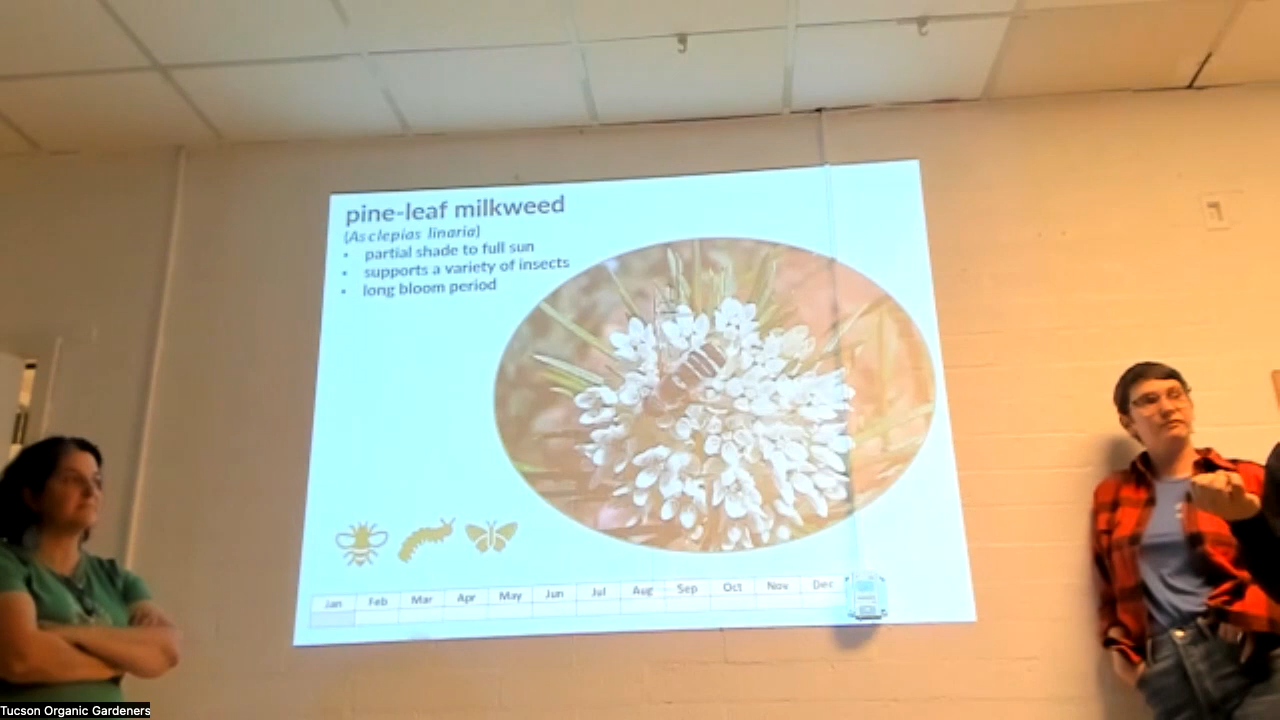 pine-leaf milkweed
(Asclepias linaria)
• partial shade to full sun
• supports a variety of insects
• long bloom period
Jan Feb Mar Apr May Jun Jul Aug Sep Oct Nov Dec
Tucson Organic Gardeners